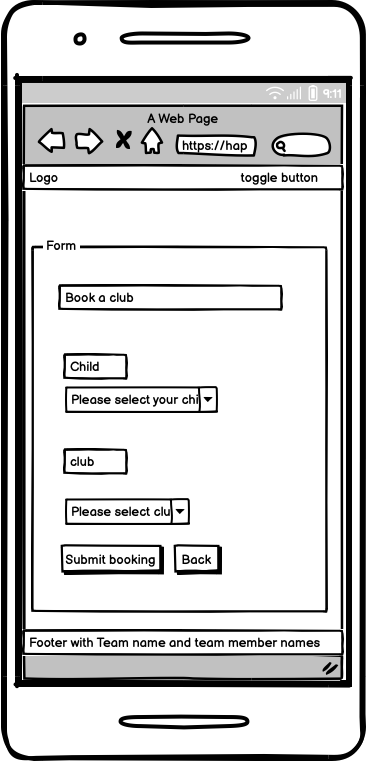 9:11
A Web Page
https://hap
Logo
toggle button
Form
Book a club
Child
Please select your chi
club
Please select clu
Submit booking
Back
Footer with Team name and team member names